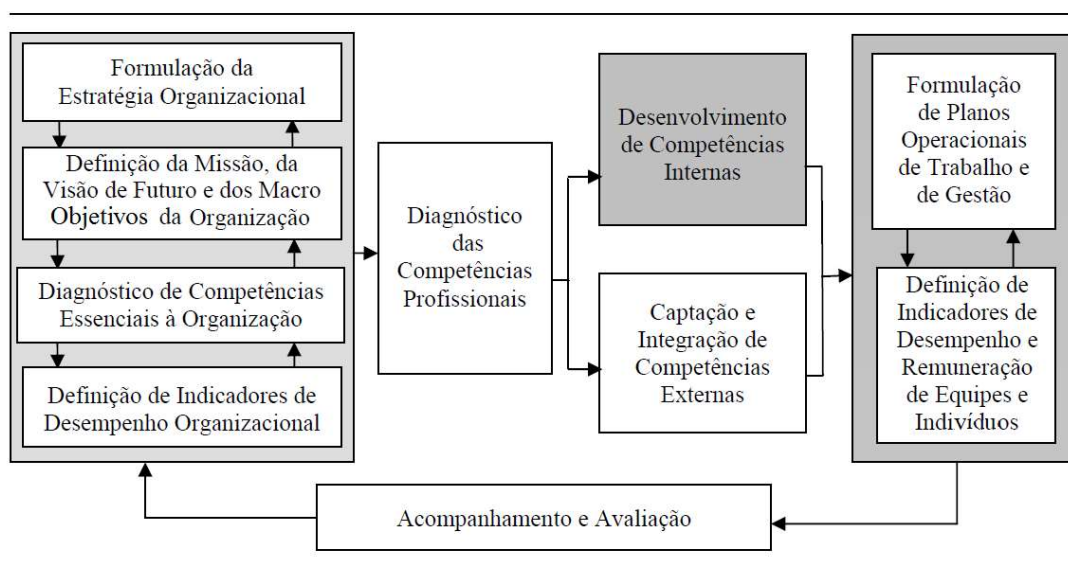 Formulação da
Estratégia Organizacional
Definição da Missão, da
Visão de Futuro e dos Macro
Objetivos da Organização
Diagnóstico de Competências
Essenciais à Organização
Definição de Indicadores de
Desempenho Organizacional
Diagnóstico
das
Competências
Profissionais
Desenvolvimento
de Competências
Internas
Captação e
Integração de
Competências
Externas
Formulação
de Planos
Operacionais
de Trabalho e
de Gestão
Definição de
Indicadores de
Desempenho e
Remuneração
de Equipes e
Indivíduos
Acompanhamento e Avaliação